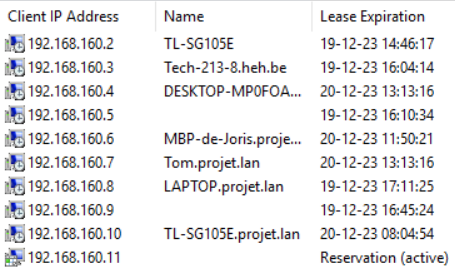 Client IP Address Name Lease Expiration
192.168.160.2 TL-SG105E 19-12-23 14:46:17
192.168.160.3 Tech-213-8.heh.be 19-12-23 16:04:14
192.168.160.4 DESKTOP-MP0FOA... 20-12-23 13:13:16
192.168.160.5 19-12-23 16:10:34
192.168.160.6 MBP-de-Joris.proje... 20-12-23 11:50:21
192.168.160.7 Tom.projet.lan 20-12-23 13:13:16
192.168.160.8 LAPTOP.projet.lan 19-12-23 17:11:25
192.168.160.9 19-12-23 16:45:24
192.168.160.10 TL-SG105E.projet.lan 20-12-23 08:04:54
192.168.160.11 Reservation (active)